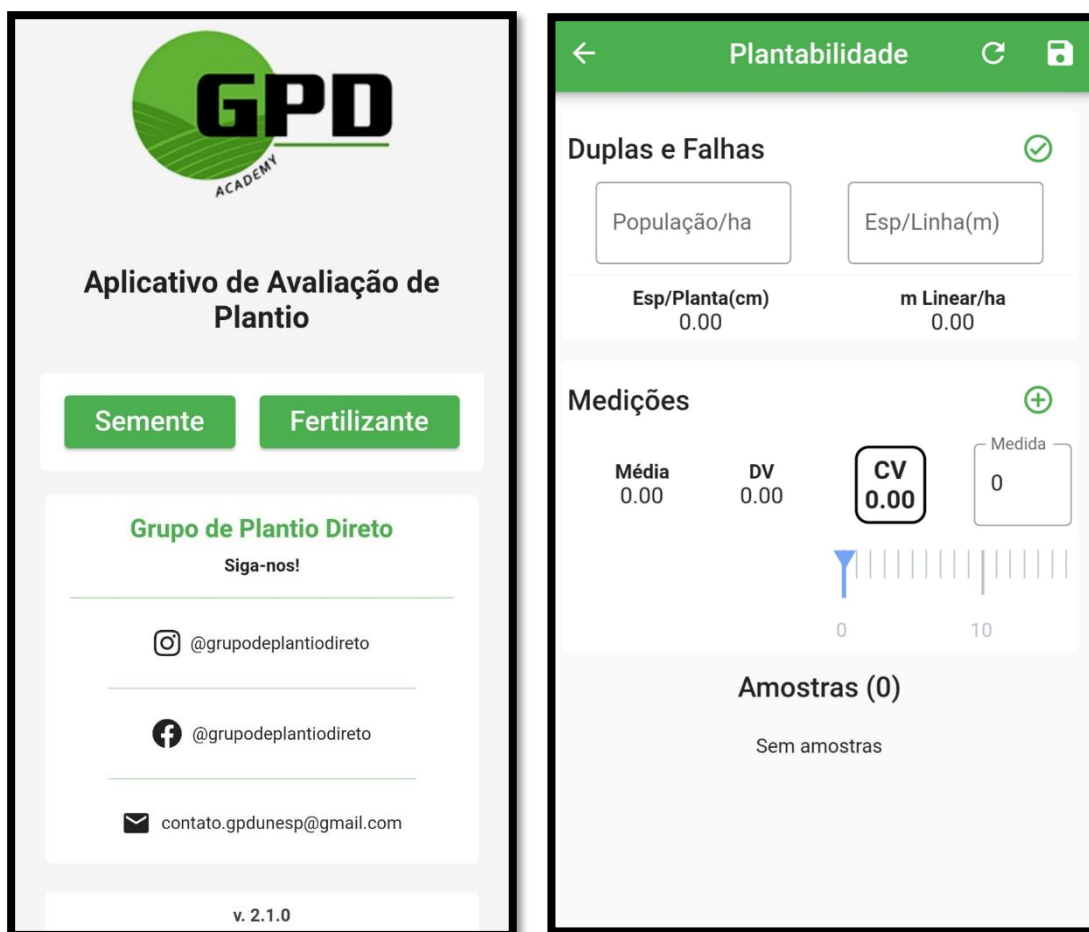 GPD
ACADEMY
Aplicativo de Avaliação de
Plantio
Semente
Fertilizante
Grupo de Plantio Direto
Siga-nos!
@grupodeplantiodireto
@grupodeplantiodireto
contato.gpdunesp@gmail.com
v. 2.1.0
Plantabilidade
Duplas e Falhas
População/ha
Esp/Linha(m)
Esp/Planta(cm)
m Linear/ha
0.00
0.00
Medições
Medida
Média
DV
CV
0
0.00
0.00
0.00
0
10
Amostras (0)
Sem amostras